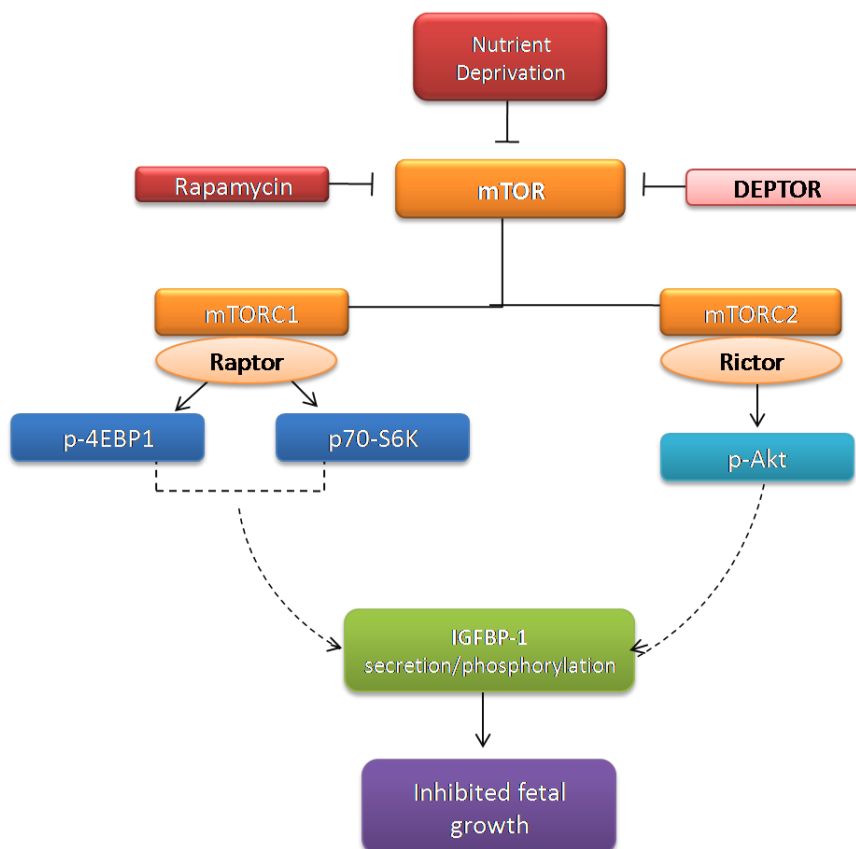 Nutrient
Deprivation
Rapamycin
mTOR
DEPTOR
mTORC1
mTORC2
Raptor
Rictor
p-4EBP1
p70-S6K
p-Akt
IGFBP-1
secretion/phosphorylation
Inhibited fetal
growth